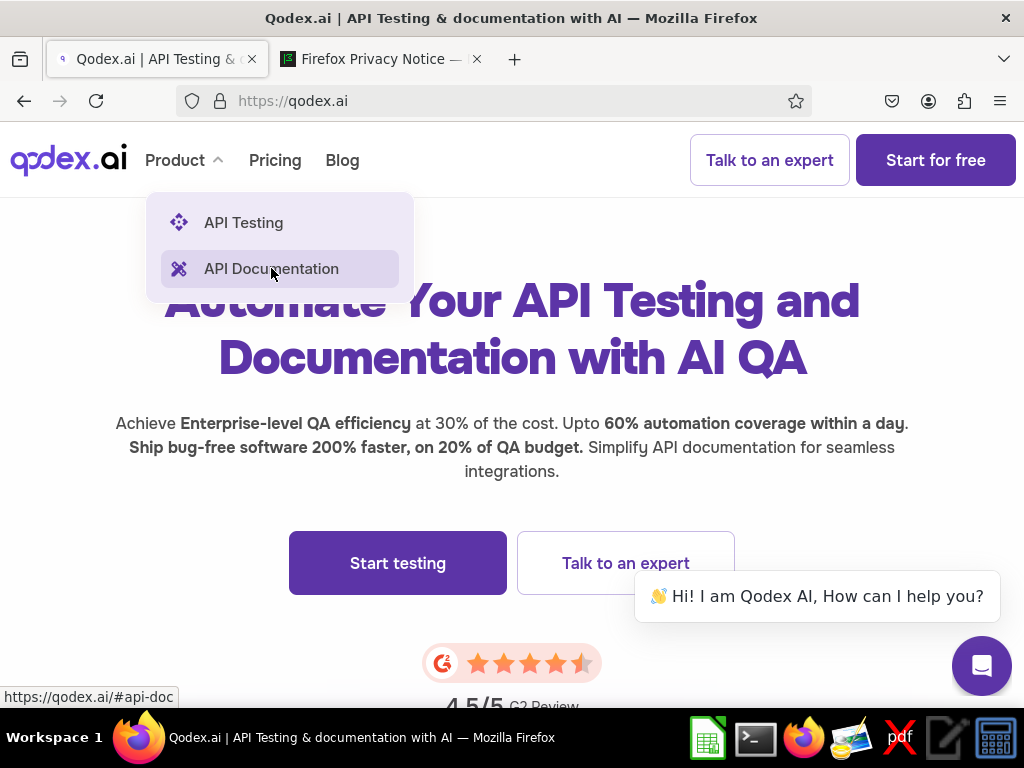 Qodex.ai | API Testing & documentation with AI — Mozilla Firefox
Qodex.ai | API Testing &
Firefox Privacy Notice —
https://qodex.ai
qodex.ai
Product
Pricing
Blog
Talk to an expert
Start for free
API Testing
API Documentation
Automate Your API Testing and
Documentation with AI QA
Achieve Enterprise-level QA efficiency at 30% of the cost. Upto 60% automation coverage within a day.
Ship bug-free software 200% faster, on 20% of QA budget. Simplify API documentation for seamless
integrations.
Start testing
Talk to an expert
👋 Hi! I am Qodex AI, How can I help you?
4.5/5 G2 Review
https://qodex.ai/#api-doc
Workspace 1
Qodex.ai | API Testing & documentation with AI — Mozilla Firefox
pdf